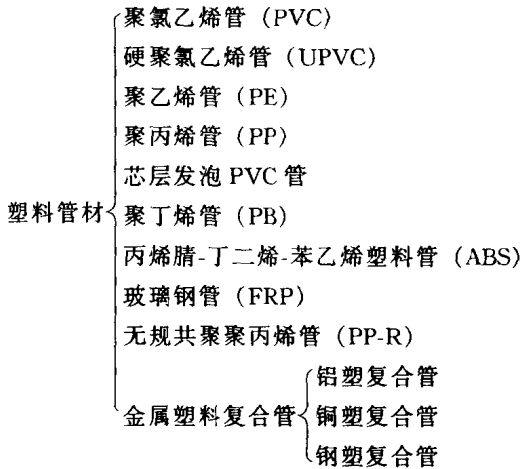 聚氯乙烯管（PVC）
硬聚氯乙烯管（UPVC）
聚乙烯管（PE）
聚丙烯管（PP）
芯层发泡 PVC 管
塑料管材
聚丁烯管（PB）
丙烯腈-丁二烯-苯乙烯塑料管（ABS）
玻璃钢管（FRP）
无规共聚聚丙烯管（PP-R）
金属塑料复合管
铝塑复合管
铜塑复合管
钢塑复合管